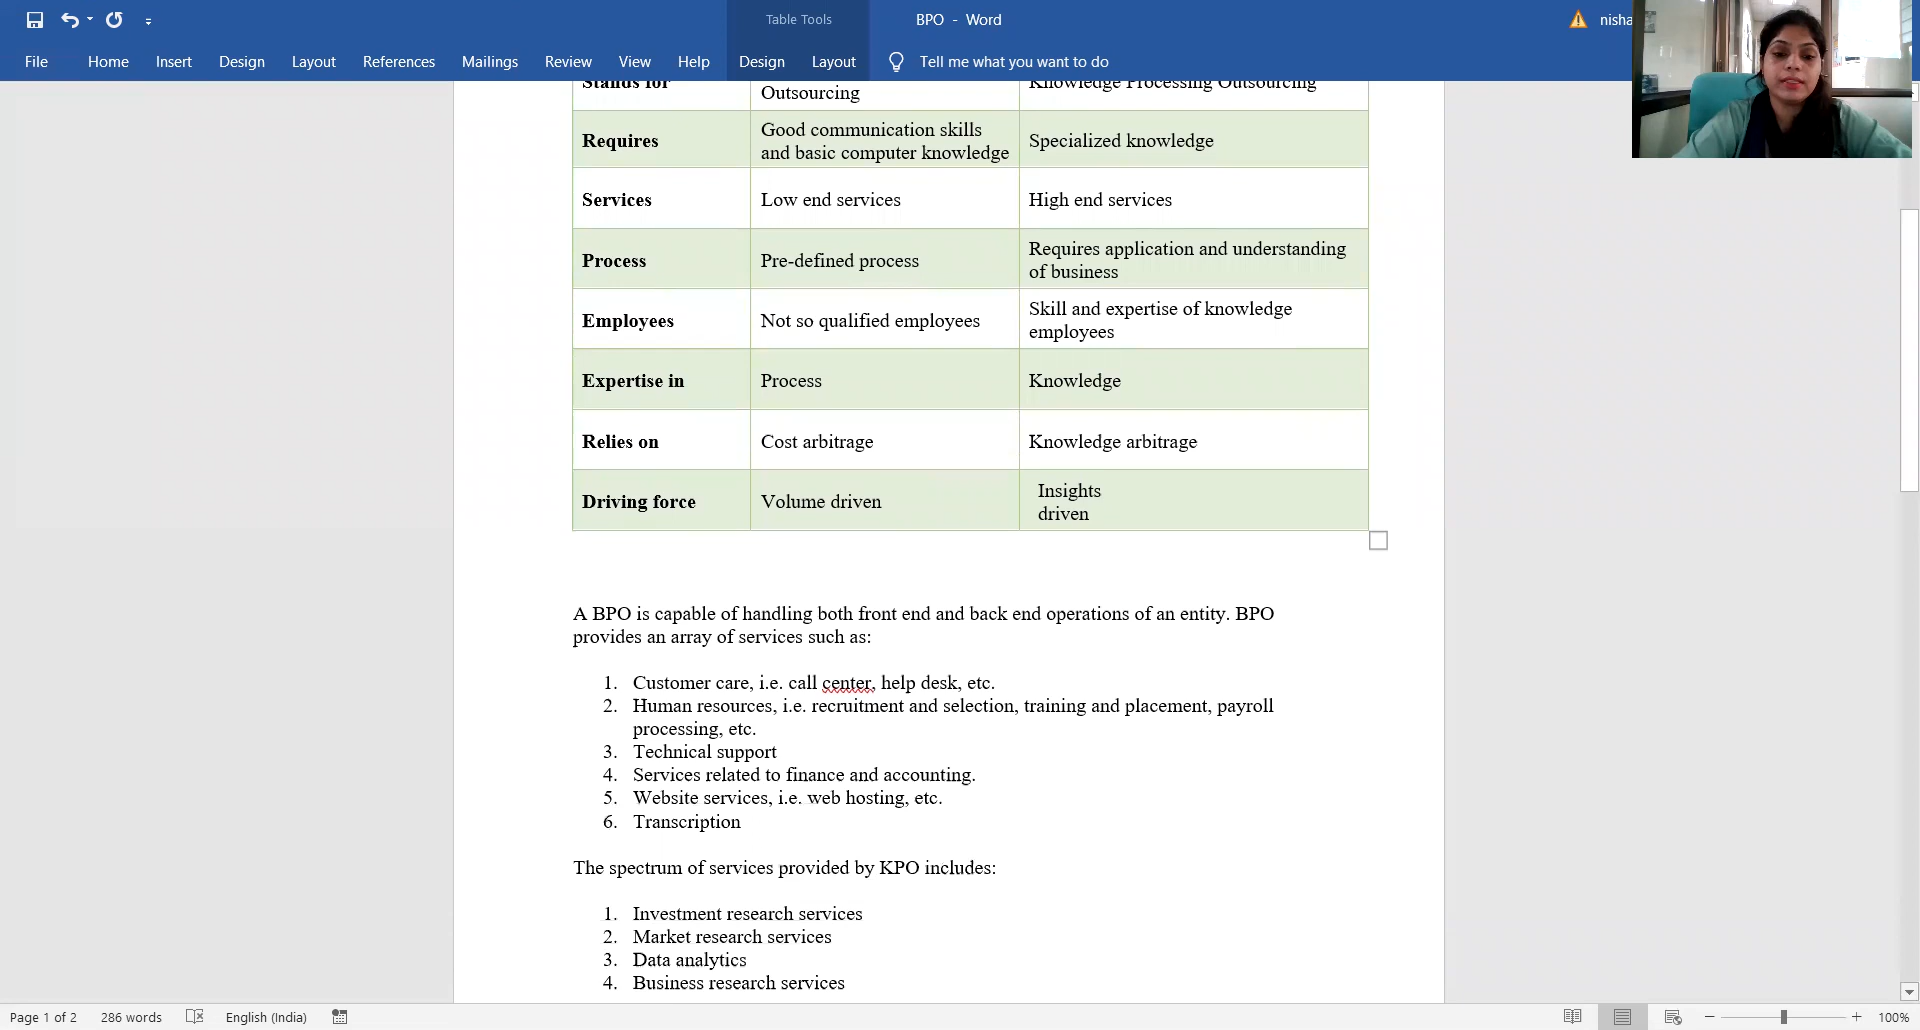 Table Tools
BPO - Word
nisha
File Home Insert Design Layout References Mailings Review View Help Design Layout Tell me what you want to do
Stands for
Outsourcing
Knowledge Processing Outsourcing
Requires
Good communication skills
and basic computer knowledge
Specialized knowledge
Services
Low end services
High end services
Process
Pre-defined process
Requires application and understanding
of business
Employees
Not so qualified employees
Skill and expertise of knowledge
employees
Expertise in
Process
Knowledge
Relies on
Cost arbitrage
Knowledge arbitrage
Driving force
Volume driven
Insights
driven
A BPO is capable of handling both front end and back end operations of an entity. BPO
provides an array of services such as:
1. Customer care, i.e. call center, help desk, etc.
2. Human resources, i.e. recruitment and selection, training and placement, payroll
processing, etc.
3. Technical support
4. Services related to finance and accounting.
5. Website services, i.e. web hosting, etc.
6. Transcription
The spectrum of services provided by KPO includes:
1. Investment research services
2. Market research services
3. Data analytics
4. Business research services
Page 1 of 2 286 words English (India) 100%